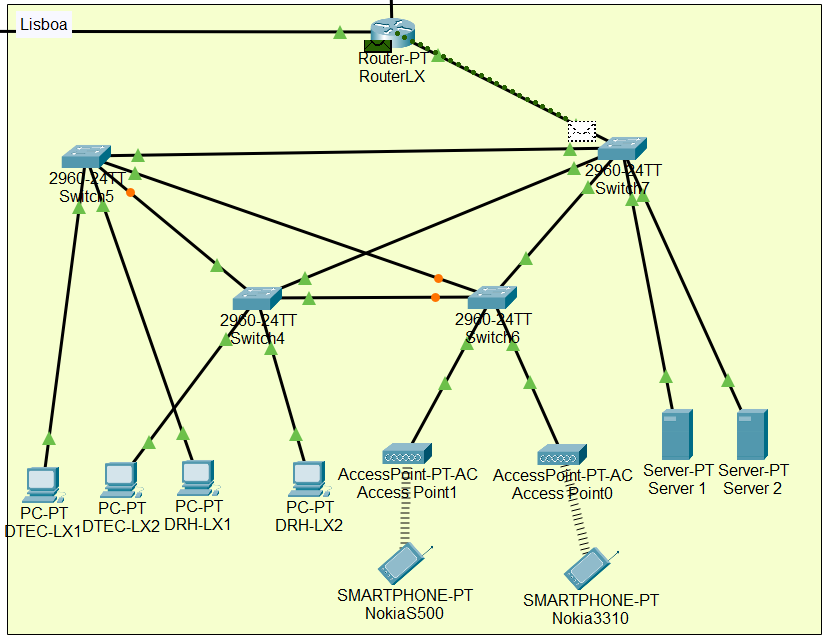 Lisboa
Router-PT
RouterLX
2960-24TT
Switch5
2960-24TT
Switch7
2960-24TT
Switch4
2960-24TT
Switch6
PC-PT
DTEC-LX1
PC-PT
DTEC-LX2
PC-PT
DRH-LX1
PC-PT
DRH-LX2
AccessPoint-PT-AC
Access Point1
AccessPoint-PT-AC
Access Point0
Server-PT
Server 1
Server-PT
Server 2
SMARTPHONE-PT
NokiaS500
SMARTPHONE-PT
Nokia3310